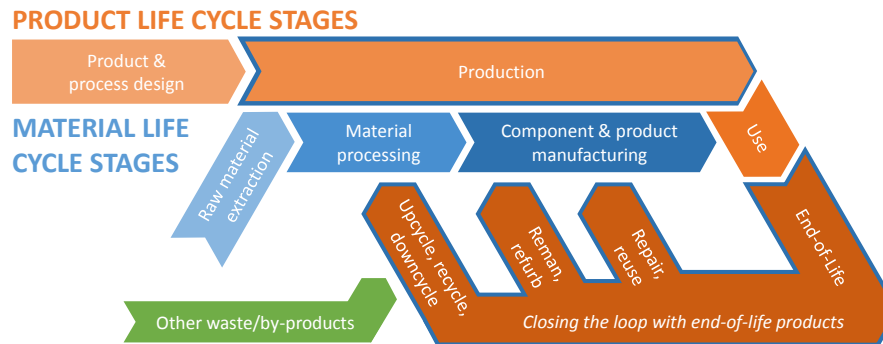 PRODUCT LIFE CYCLE STAGES
Product &
process design
Production
MATERIAL LIFE
CYCLE STAGES
Raw material
extraction
Material
processing
Component & product
manufacturing
Use
Upcycle, recycle,
downcycle
Reman,
refurb
Repair,
reuse
End-of-Life
Other waste/by-products
Closing the loop with end-of-life products